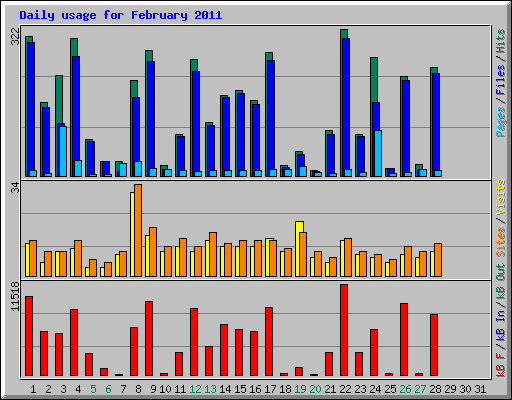 Daily usage for February 2011
322
Pages / Files / Hits
34
Sites / Visits
11518
kB F / kB In / kB Out
1 2 3 4 5 6 7 8 9 10 11 12 13 14 15 16 17 18 19 20 21 22 23 24 25 26 27 28 29 30 31